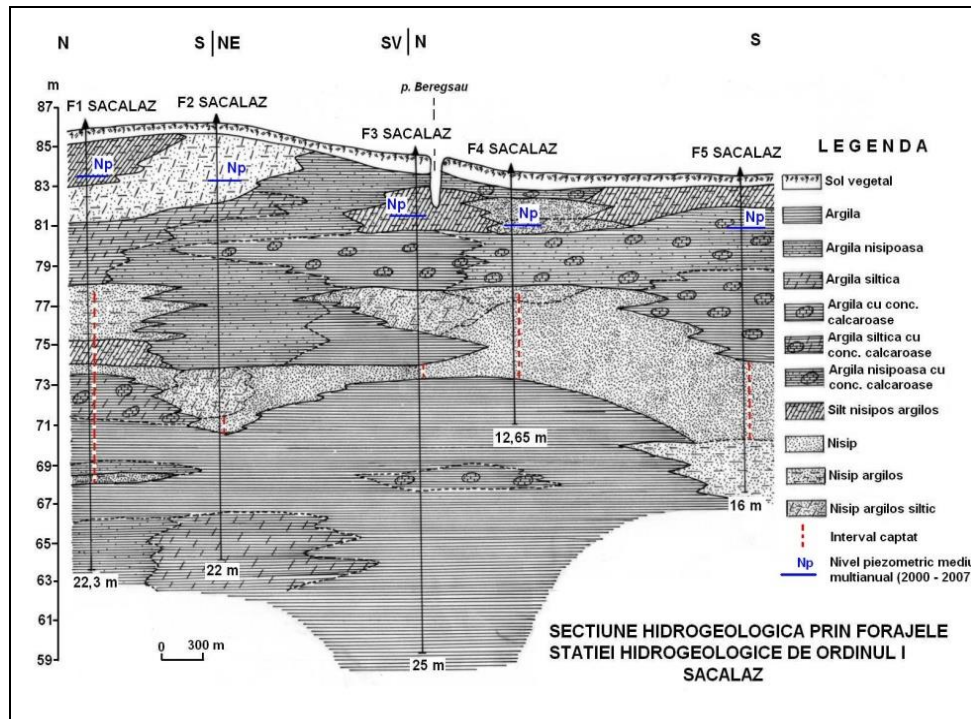 N S NE SV N S
m
p. Beregsau
87
F1 SACALAZ F2 SACALAZ
F3 SACALAZ
F4 SACALAZ F5 SACALAZ
85
83
81
79
77
75
73
71
69
67
65
63
61
59
Np Np
Np Np Np
12,65 m
16 m
22,3 m 22 m
25 m
0 300 m
LEGENDA
Sol vegetal
Argila
Argila nisipoasa
Argila siltica
Argila cu conc.
calcaroase
Argila siltica cu
conc. calcaroase
Argila nisipoasa cu
conc. calcaroase
Silt nisipos argilos
Nisip
Nisip argilos
Nisip argilos siltic
Interval captat
Np Nivel piezometric mediu
multianual (2000 - 2007
SECTIUNE HIDROGEOLOGICA PRIN FORAJELE
STATIEI HIDROGEOLOGICE DE ORDINUL I
SACALAZ